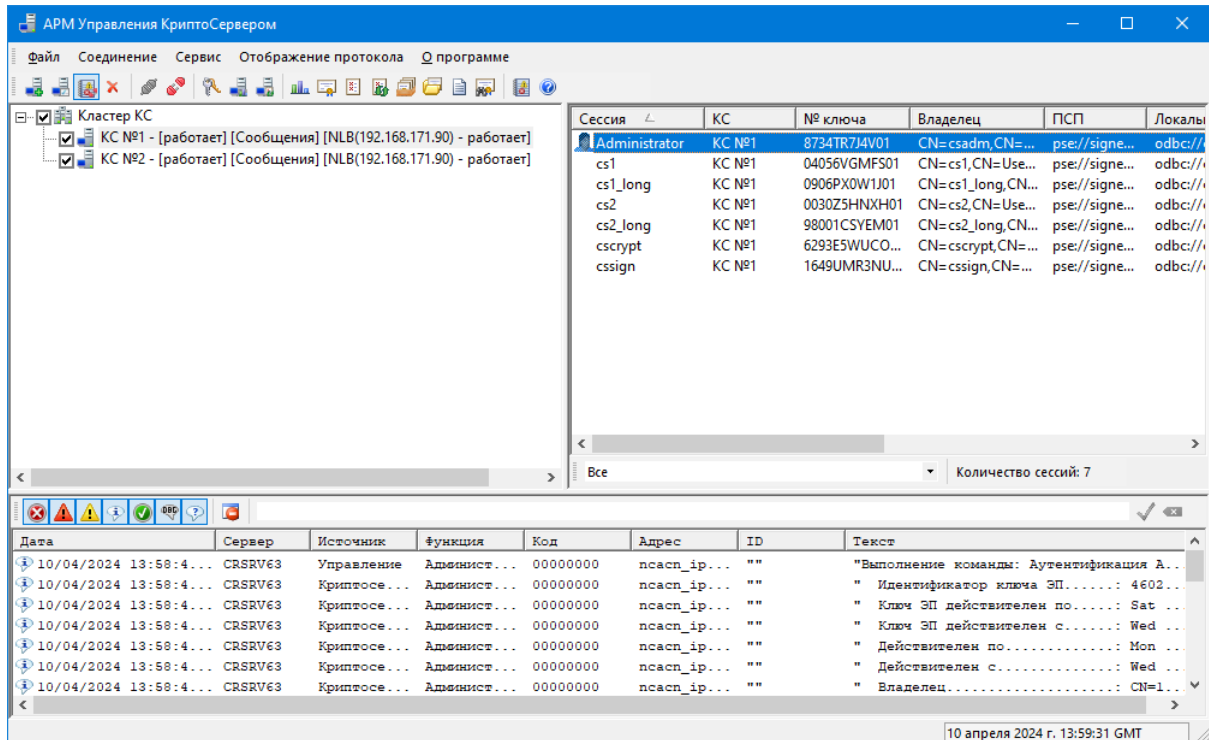 АРМ Управления КриптоСервером
Файл Соединение Сервис Отображение протокола О программе
Кластер КС
КС №1 - [работает] [Сообщения] [NLB(192.168.171.90) - работает]
КС №2 - [работает] [Сообщения] [NLB(192.168.171.90) - работает]
Сессия КС № ключа Владелец ПСП Локаль
Administrator КС №1 8734TR7J4V01 CN=csadm,CN=... pse://signe... odbc://
cs1 КС №1 04056VGMFS01 CN=cs1,CN=Use... pse://signe... odbc://
cs1_long КС №1 0906PX0W1J01 CN=cs1_long,CN... pse://signe... odbc://
cs2 КС №1 0030Z5HNXH01 CN=cs2,CN=Use... pse://signe... odbc://
cs2_long КС №1 98001CSYEM01 CN=cs2_long,CN... pse://signe... odbc://
cscrypt КС №1 6293E5WUCO... CN=cscrypt,CN=... pse://signe... odbc://
cssign КС №1 1649UMR3NU... CN=cssign,CN=... pse://signe... odbc://
Все Количество сессий: 7
Дата Сервер Источник Функция Код Адрес ID Текст
10/04/2024 13:58:4... CRSRV63 Управление Админист... 00000000 ncacn_ip... "" "Выполнение команды: Аутентификация А...
10/04/2024 13:58:4... CRSRV63 Криптосе... Админист... 00000000 ncacn_ip... "" " Идентификатор ключа ЭП......: 4602...
10/04/2024 13:58:4... CRSRV63 Криптосе... Админист... 00000000 ncacn_ip... "" " Ключ ЭП действителен по.....: Sat ...
10/04/2024 13:58:4... CRSRV63 Криптосе... Админист... 00000000 ncacn_ip... "" " Ключ ЭП действителен с......: Wed ...
10/04/2024 13:58:4... CRSRV63 Криптосе... Админист... 00000000 ncacn_ip... "" " Действителен по.............: Mon ...
10/04/2024 13:58:4... CRSRV63 Криптосе... Админист... 00000000 ncacn_ip... "" " Действителен с..............: Wed ...
10/04/2024 13:58:4... CRSRV63 Криптосе... Админист... 00000000 ncacn_ip... "" " Владелец....................: CN=1...
10 апреля 2024 г. 13:59:31 GMT